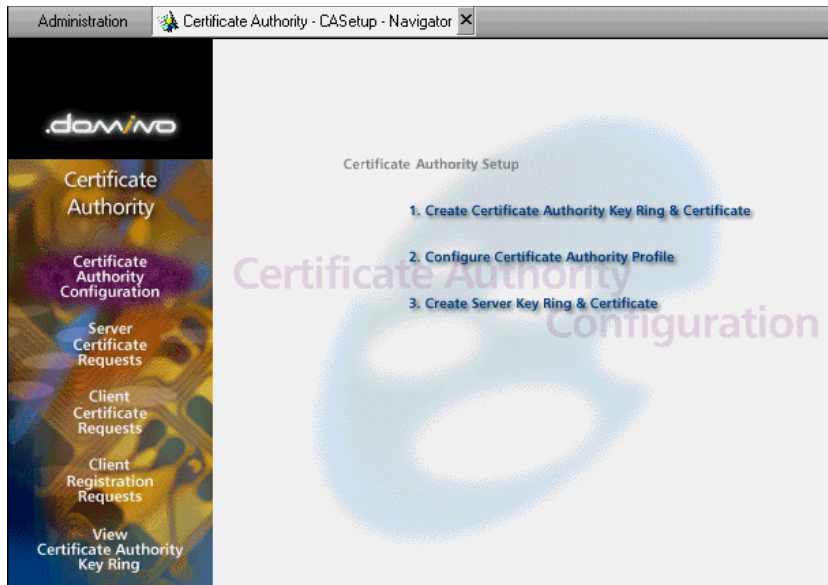 Administration
Certificate Authority - CASetup - Navigator
.domino
Certificate
Authority
Certificate
Authority
Configuration
Server
Certificate
Requests
Client
Certificate
Requests
Client
Registration
Requests
View
Certificate Authority
Key Ring
Certificate Authority Setup
1. Create Certificate Authority Key Ring & Certificate
2. Configure Certificate Authority Profile
3. Create Server Key Ring & Certificate
Certificate Authority
Configuration